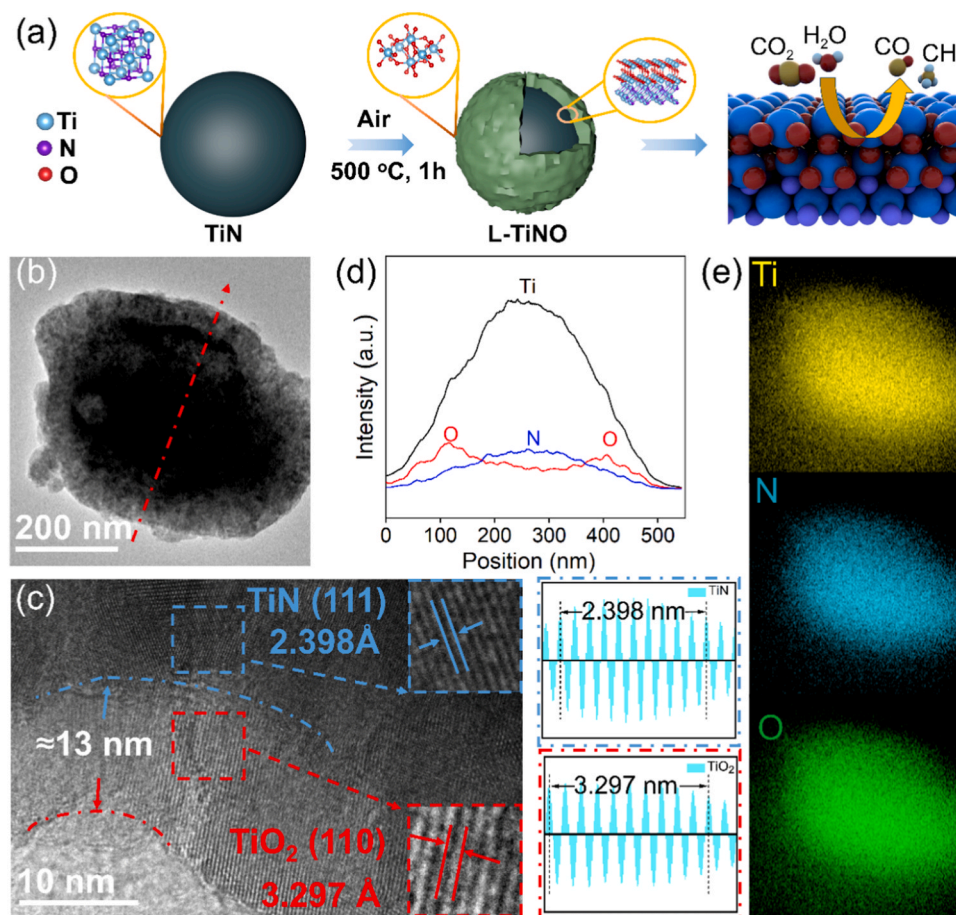 (a)
Ti
N
O
TiN
Air
500 °C, 1h
L-TiNO
CO₂
H₂O
CO
CH
(b)
200 nm
(d)
Ti
O
N
O
Intensity (a.u.)
0 100 200 300 400 500
Position (nm)
(e)
Ti
N
O
(c)
TiN (111)
2.398Å
≈13 nm
TiO₂ (110)
3.297 Å
10 nm
TiN
2.398 nm
TiO₂
3.297 nm